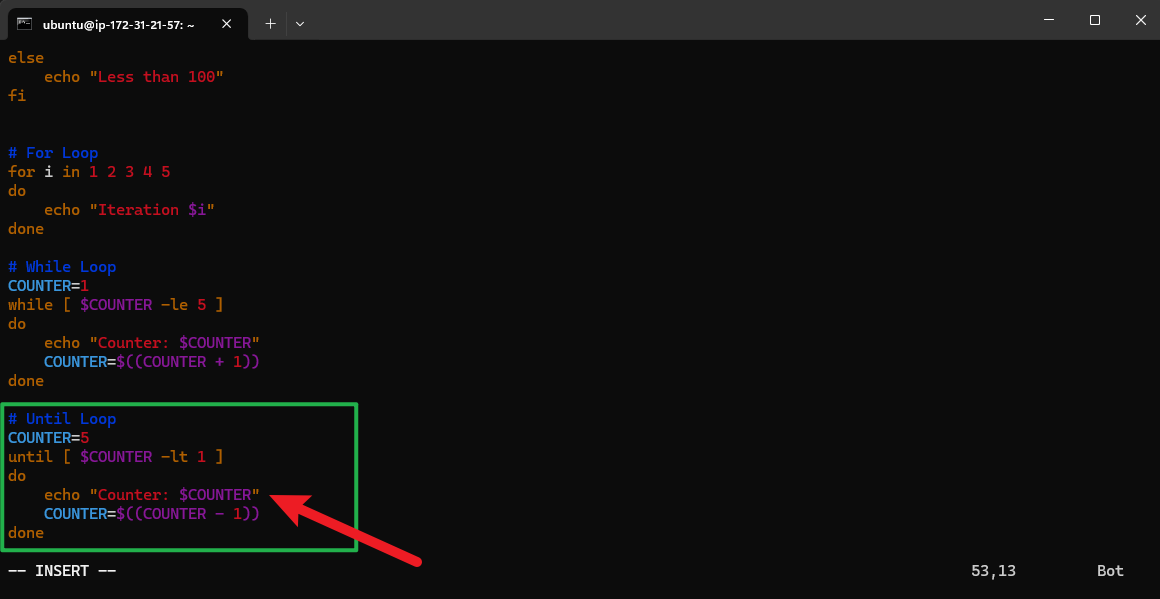 ubuntu@ip-172-31-21-57: ~
else
    echo "Less than 100"
fi
# For Loop
for i in 1 2 3 4 5
do
    echo "Iteration $i"
done
# While Loop
COUNTER=1
while [ $COUNTER -le 5 ]
do
    echo "Counter: $COUNTER"
    COUNTER=$((COUNTER + 1))
done
# Until Loop
COUNTER=5
until [ $COUNTER -lt 1 ]
do
    echo "Counter: $COUNTER"
    COUNTER=$((COUNTER - 1))
done
-- INSERT -- 53,13 Bot